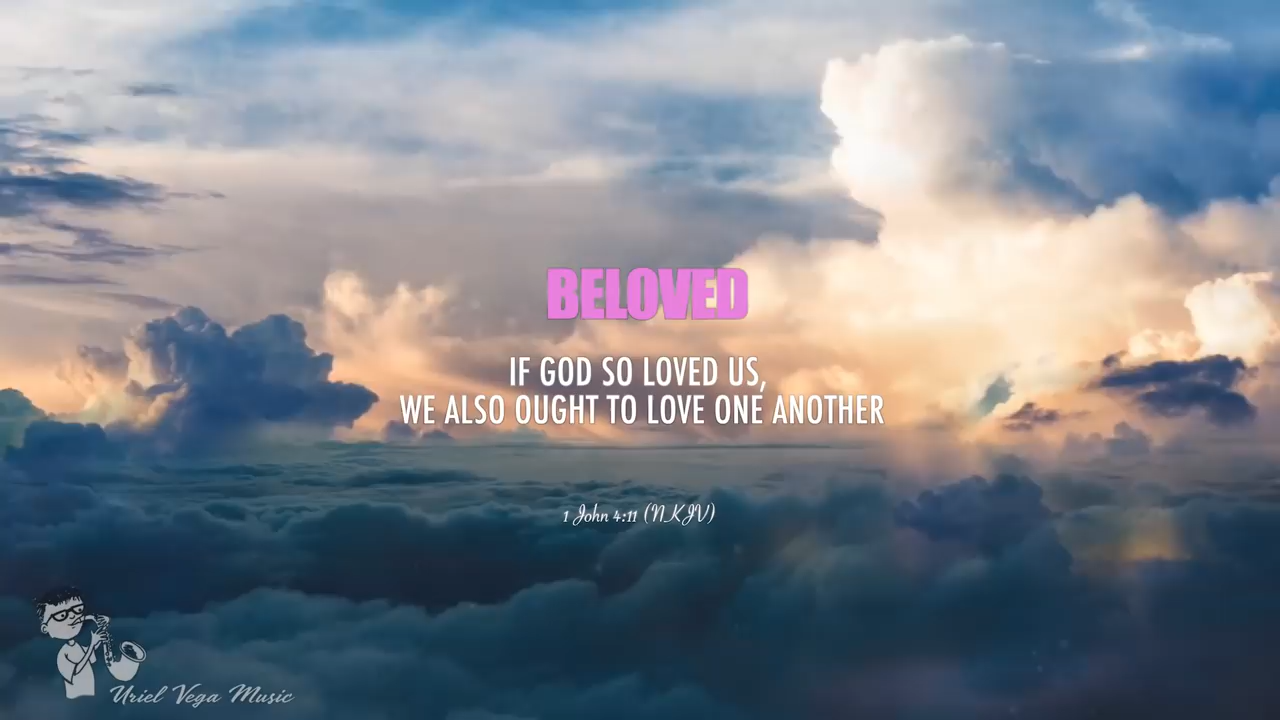 BELOVED
IF GOD SO LOVED US,
WE ALSO OUGHT TO LOVE ONE ANOTHER
1 John 4:11 (NKJV)
Uriel Vega Music